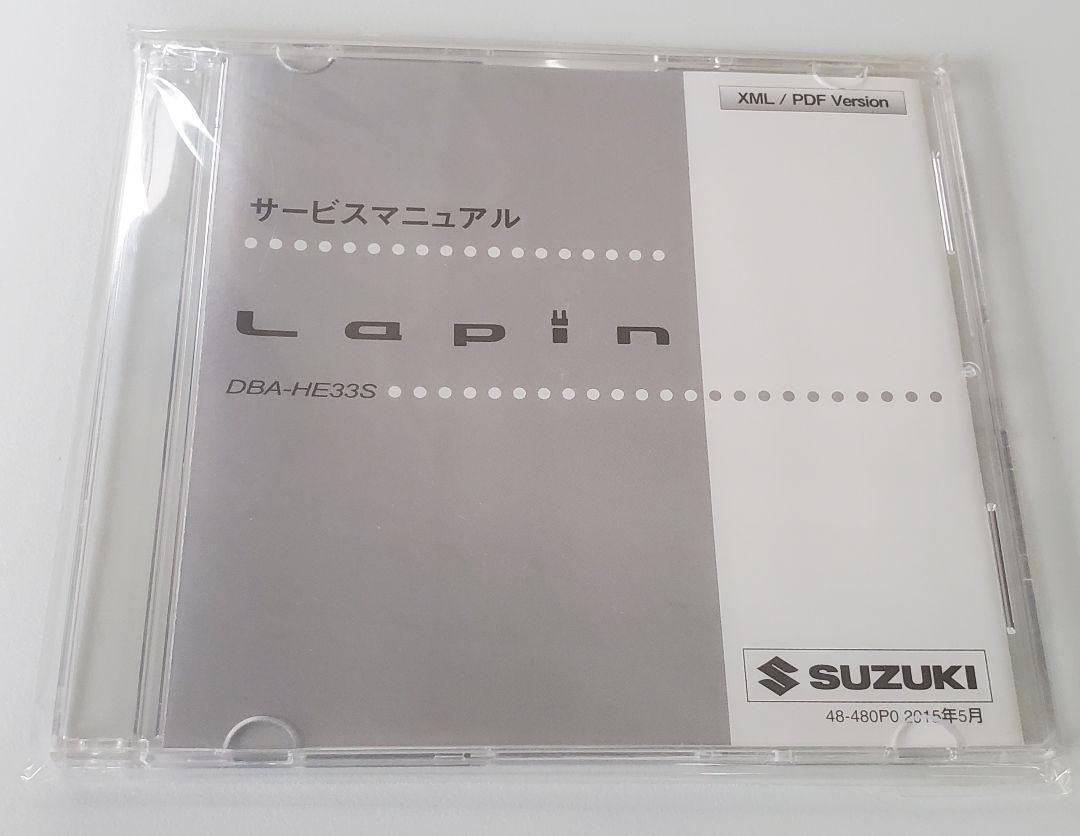 XML / PDF Version
サービスマニュアル
Lapin
DBA-HE33S
SUZUKI
48-480P0 2015年5月